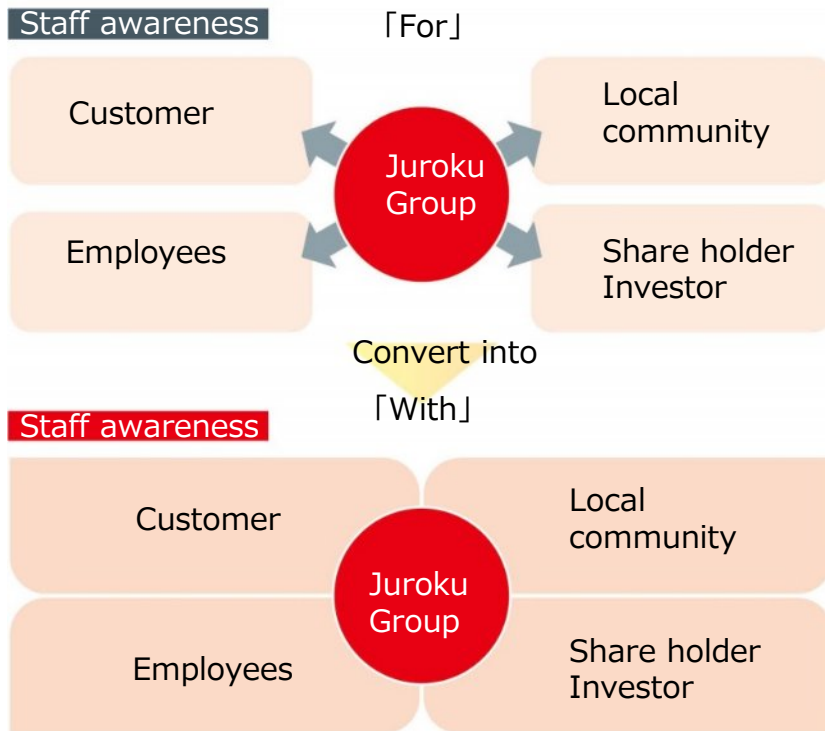 Staff awareness
「For」
Customer
Local
community
Juroku
Group
Employees
Share holder
Investor
Convert into
「With」
Staff awareness
Customer
Local
community
Juroku
Group
Employees
Share holder
Investor